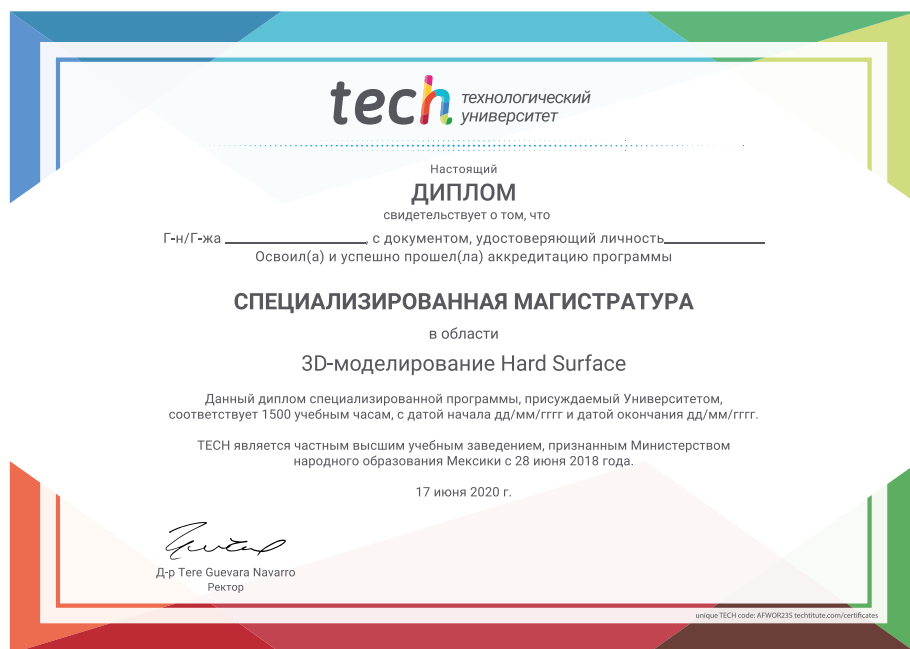 tech технологический
университет
Настоящий
ДИПЛОМ
свидетельствует о том, что
Г-н/Г-жа ____________________, с документом, удостоверяющий личность______________
Освоил(а) и успешно прошел(ла) аккредитацию программы
СПЕЦИАЛИЗИРОВАННАЯ МАГИСТРАТУРА
в области
3D-моделирование Hard Surface
Данный диплом специализированной программы, присуждаемый Университетом,
соответствует 1500 учебным часам, с датой начала дд/мм/гггг и датой окончания дд/мм/гггг.
TECH является частным высшим учебным заведением, признанным Министерством
народного образования Мексики с 28 июня 2018 года.
17 июня 2020 г.
Д-р Tere Guevara Navarro
Ректор
unique TECH code: AFWOR23S techtitute.com/certificates